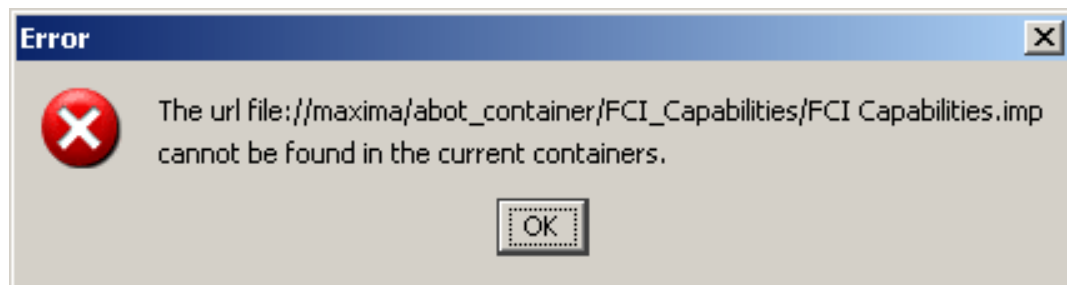 Error
The url file://maxima/abot_container/FCI_Capabilities/FCI Capabilities.imp
cannot be found in the current containers.
OK